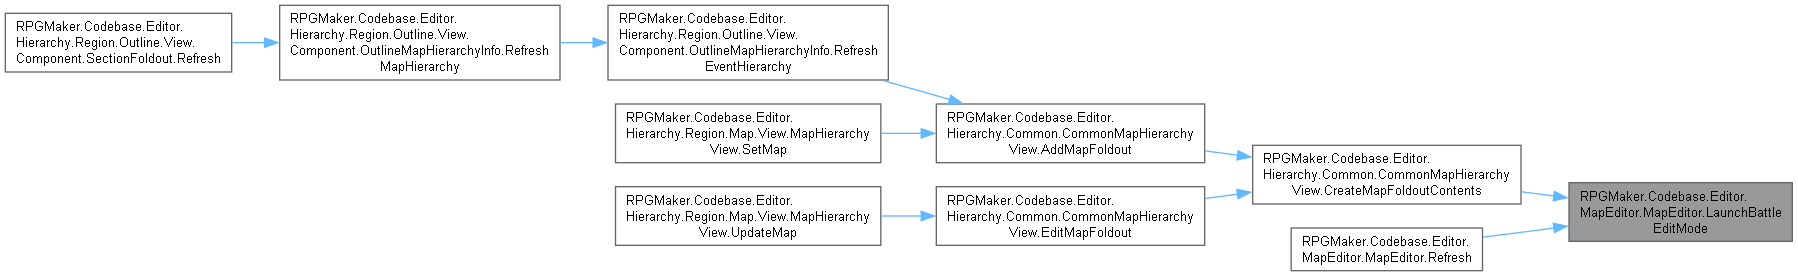 RPGMaker.Codebase.Editor.
Hierarchy.Region.Outline.View.
Component.SectionFoldout.Refresh
RPGMaker.Codebase.Editor.
Hierarchy.Region.Outline.View.
Component.OutlineMapHierarchyInfo.Refresh
MapHierarchy
RPGMaker.Codebase.Editor.
Hierarchy.Region.Outline.View.
Component.OutlineMapHierarchyInfo.Refresh
EventHierarchy
RPGMaker.Codebase.Editor.
Hierarchy.Region.Map.View.MapHierarchy
View.SetMap
RPGMaker.Codebase.Editor.
Hierarchy.Common.CommonMapHierarchy
View.AddMapFoldout
RPGMaker.Codebase.Editor.
Hierarchy.Region.Map.View.MapHierarchy
View.UpdateMap
RPGMaker.Codebase.Editor.
Hierarchy.Common.CommonMapHierarchy
View.EditMapFoldout
RPGMaker.Codebase.Editor.
Hierarchy.Common.CommonMapHierarchy
View.CreateMapFoldoutContents
RPGMaker.Codebase.Editor.
MapEditor.MapEditor.Refresh
RPGMaker.Codebase.Editor.
MapEditor.MapEditor.LaunchBattle
EditMode